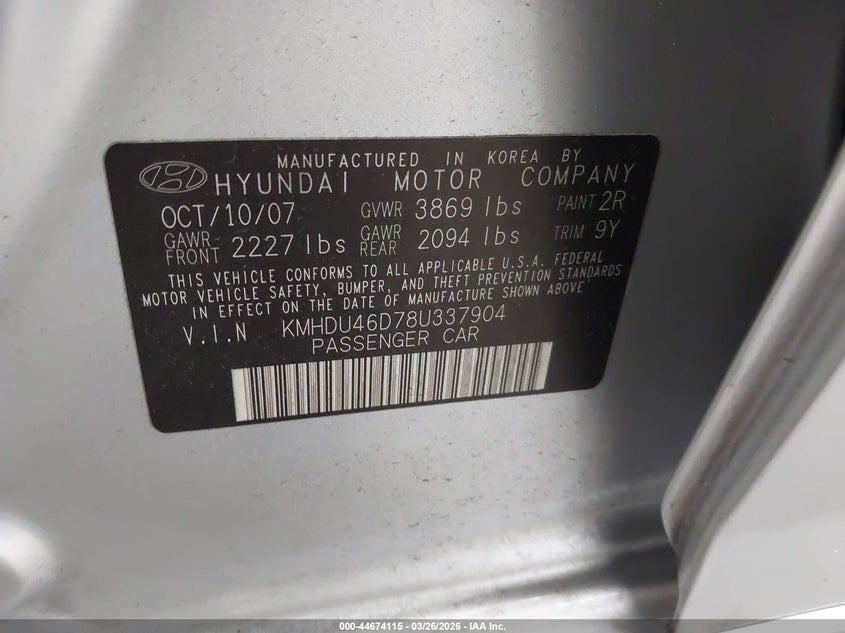 MANUFACTURED IN KOREA BY
HYUNDAI MOTOR COMPANY
OCT/10/07 GVWR 3869 lbs PAINT 2R
GAWR FRONT 2227 lbs GAWR REAR 2094 lbs TRIM 9Y
THIS VEHICLE CONFORMS TO ALL APPLICABLE U.S.A. FEDERAL
MOTOR VEHICLE SAFETY, BUMPER, AND THEFT PREVENTION STANDARDS
IN EFFECT ON THE DATE OF MANUFACTURE SHOWN ABOVE
V.I.N KMHDU46D78U337904
PASSENGER CAR
000-44674115 | 03/26/2026 | IAA Inc.